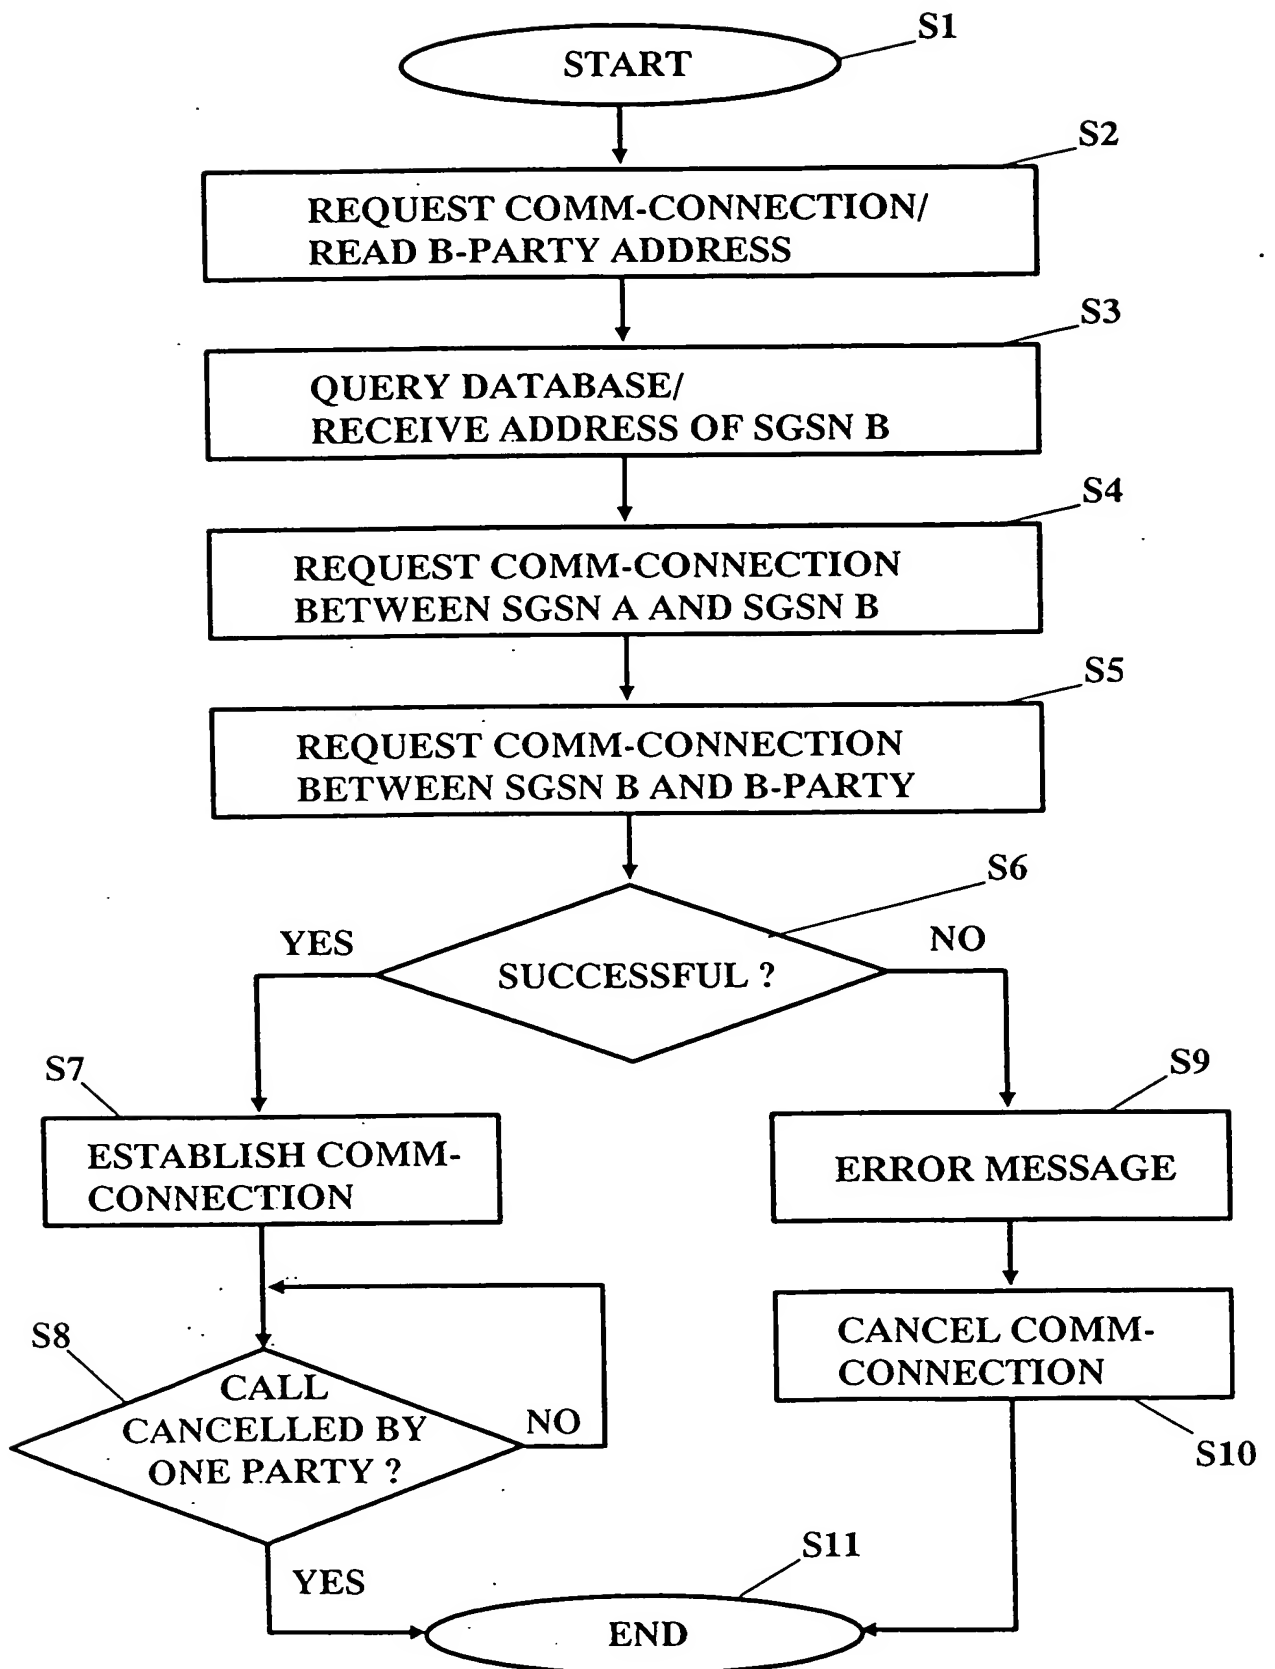 S1
START
S2
REQUEST COMM-CONNECTION/
READ B-PARTY ADDRESS
S3
QUERY DATABASE/
RECEIVE ADDRESS OF SGSN B
S4
REQUEST COMM-CONNECTION
BETWEEN SGSN A AND SGSN B
S5
REQUEST COMM-CONNECTION
BETWEEN SGSN B AND B-PARTY
S6
YES
NO
SUCCESSFUL ?
S7
S9
ESTABLISH COMM-
CONNECTION
ERROR MESSAGE
S8
CALL
CANCELLED BY
ONE PARTY ?
NO
CANCEL COMM-
CONNECTION
S10
YES
S11
END